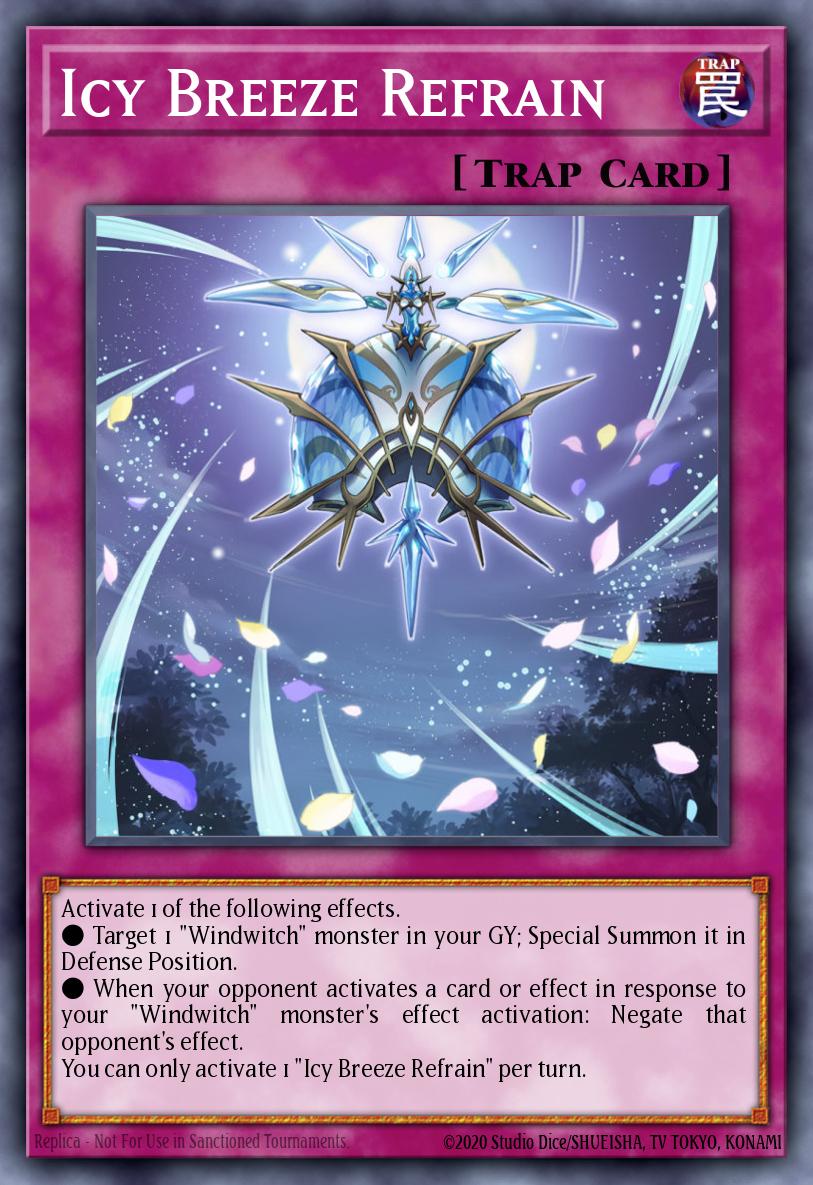 Icy Breeze Refrain
TRAP
罠
[Trap Card]
Activate 1 of the following effects.
● Target 1 "Windwitch" monster in your GY; Special Summon it in
Defense Position.
● When your opponent activates a card or effect in response to
your "Windwitch" monster's effect activation: Negate that
opponent's effect.
You can only activate 1 "Icy Breeze Refrain" per turn.
Replica - Not For Use in Sanctioned Tournaments.
©2020 Studio Dice/SHUEISHA, TV TOKYO, KONAMI